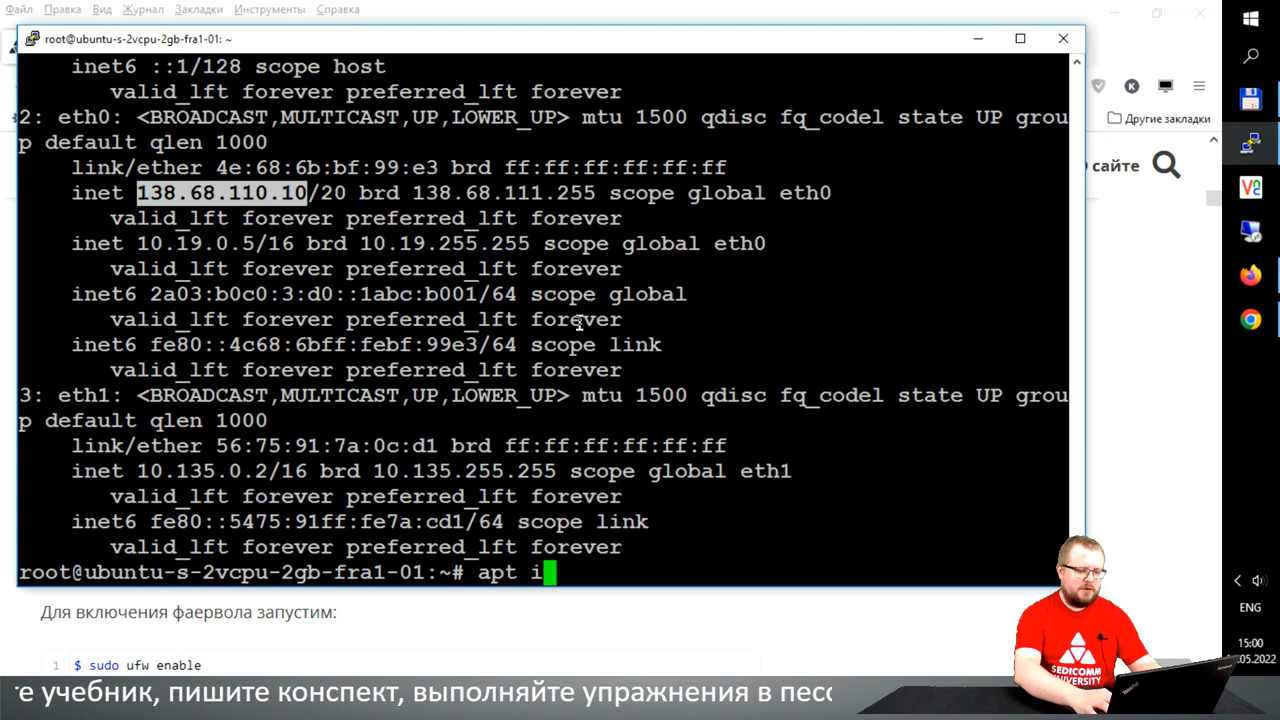 Файл Правка Вид Журнал Закладки Инструменты Справка
root@ubuntu-s-2vcpu-2gb-fra1-01: ~
inet6 ::1/128 scope host
valid_lft forever preferred_lft forever
2: eth0: <BROADCAST,MULTICAST,UP,LOWER_UP> mtu 1500 qdisc fq_codel state UP grou
p default qlen 1000
link/ether 4e:68:6b:bf:99:e3 brd ff:ff:ff:ff:ff:ff
inet 138.68.110.10/20 brd 138.68.111.255 scope global eth0
valid_lft forever preferred_lft forever
inet 10.19.0.5/16 brd 10.19.255.255 scope global eth0
valid_lft forever preferred_lft forever
inet6 2a03:b0c0:3:d0::1abc:b001/64 scope global
valid_lft forever preferred_lft forever
inet6 fe80::4c68:6bff:febf:99e3/64 scope link
valid_lft forever preferred_lft forever
3: eth1: <BROADCAST,MULTICAST,UP,LOWER_UP> mtu 1500 qdisc fq_codel state UP grou
p default qlen 1000
link/ether 56:75:91:7a:0c:d1 brd ff:ff:ff:ff:ff:ff
inet 10.135.0.2/16 brd 10.135.255.255 scope global eth1
valid_lft forever preferred_lft forever
inet6 fe80::5475:91ff:fe7a:cd1/64 scope link
valid_lft forever preferred_lft forever
root@ubuntu-s-2vcpu-2gb-fra1-01:~# apt i
K
Другие закладки
сайте
Для включения фаервола запустим:
1 $ sudo ufw enable
ENG
15:00
.05.2022
SEDICOMM
UNIVERSITY
ThinkPad
те учебник, пишите конспект, выполняйте упражнения в песс